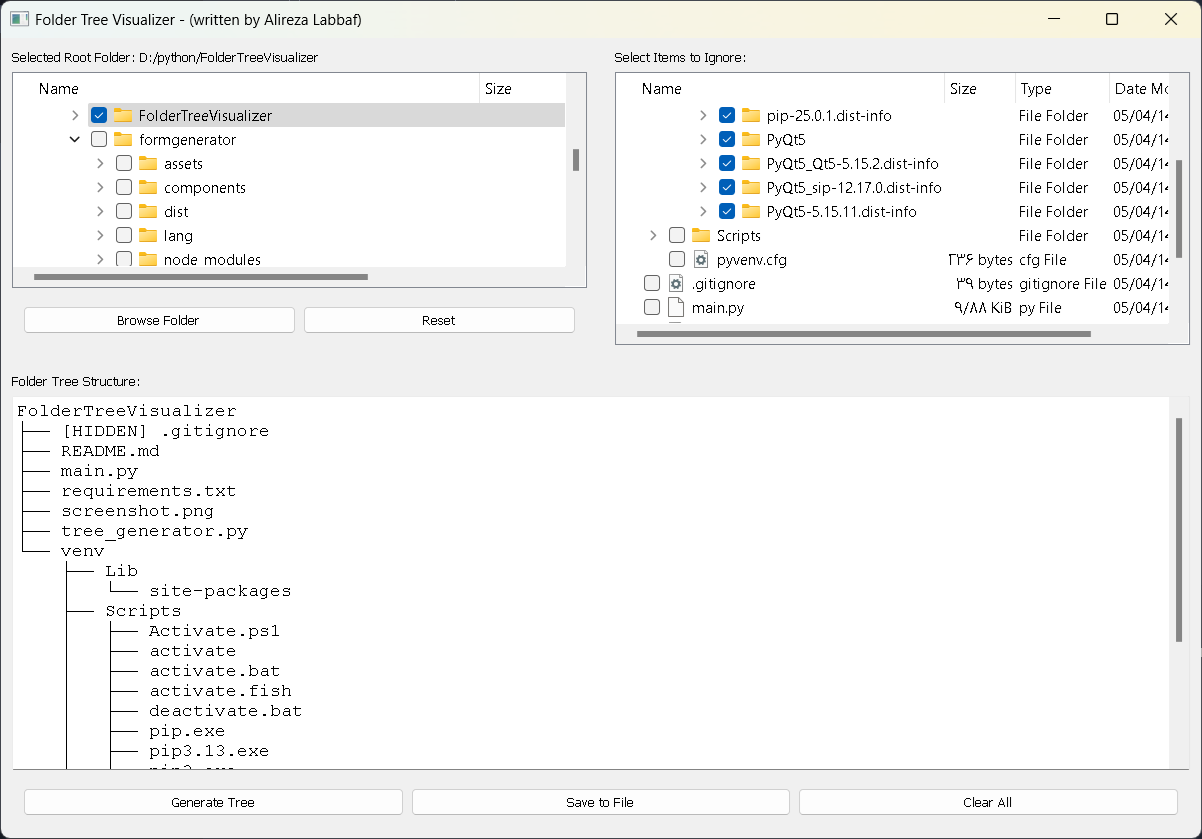 Folder Tree Visualizer - (written by Alireza Labbaf)
Selected Root Folder: D:/python/FolderTreeVisualizer
Name Size
FolderTreeVisualizer
formgenerator
assets
components
dist
lang
node_modules
Browse Folder Reset
Select Items to Ignore:
Name Size Type Date Mo
pip-25.0.1.dist-info File Folder 05/04/14
PyQt5 File Folder 05/04/14
PyQt5_Qt5-5.15.2.dist-info File Folder 05/04/14
PyQt5_sip-12.17.0.dist-info File Folder 05/04/14
PyQt5-5.15.11.dist-info File Folder 05/04/14
Scripts File Folder 05/04/14
pyvenv.cfg ۲۳۶ bytes cfg File 05/04/14
.gitignore ۳۹ bytes gitignore File 05/04/14
main.py ۹/۸۸ KiB py File 05/04/14
Folder Tree Structure:
FolderTreeVisualizer
├── [HIDDEN] .gitignore
├── README.md
├── main.py
├── requirements.txt
├── screenshot.png
├── tree_generator.py
└── venv
    ├── Lib
    │   └── site-packages
    ├── Scripts
    │   ├── Activate.ps1
    │   ├── activate
    │   ├── activate.bat
    │   ├── activate.fish
    │   ├── deactivate.bat
    │   ├── pip.exe
    │   ├── pip3.13.exe
Generate Tree Save to File Clear All